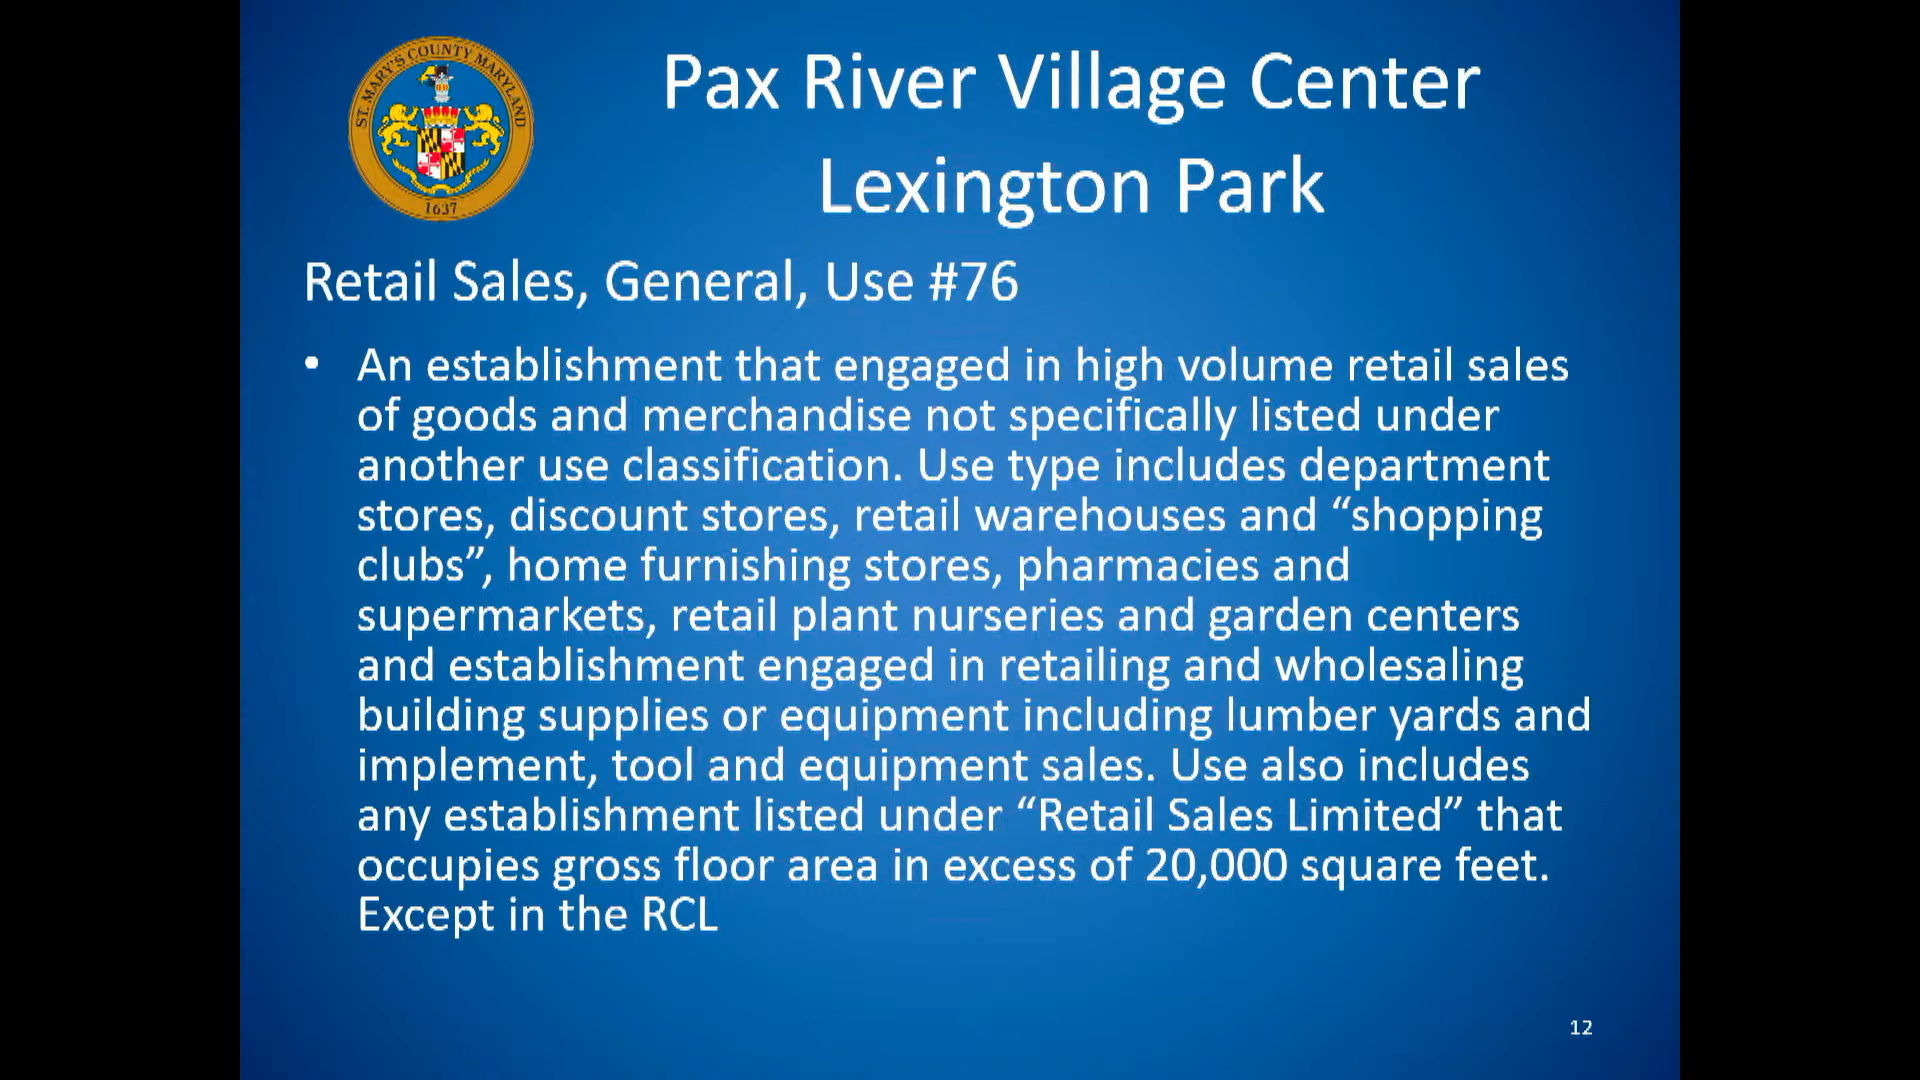 ST. MARY'S COUNTY MARYLAND
1637
Pax River Village Center
Lexington Park
Retail Sales, General, Use #76
• An establishment that engaged in high volume retail sales
of goods and merchandise not specifically listed under
another use classification. Use type includes department
stores, discount stores, retail warehouses and “shopping
clubs”, home furnishing stores, pharmacies and
supermarkets, retail plant nurseries and garden centers
and establishment engaged in retailing and wholesaling
building supplies or equipment including lumber yards and
implement, tool and equipment sales. Use also includes
any establishment listed under “Retail Sales Limited” that
occupies gross floor area in excess of 20,000 square feet.
Except in the RCL
12